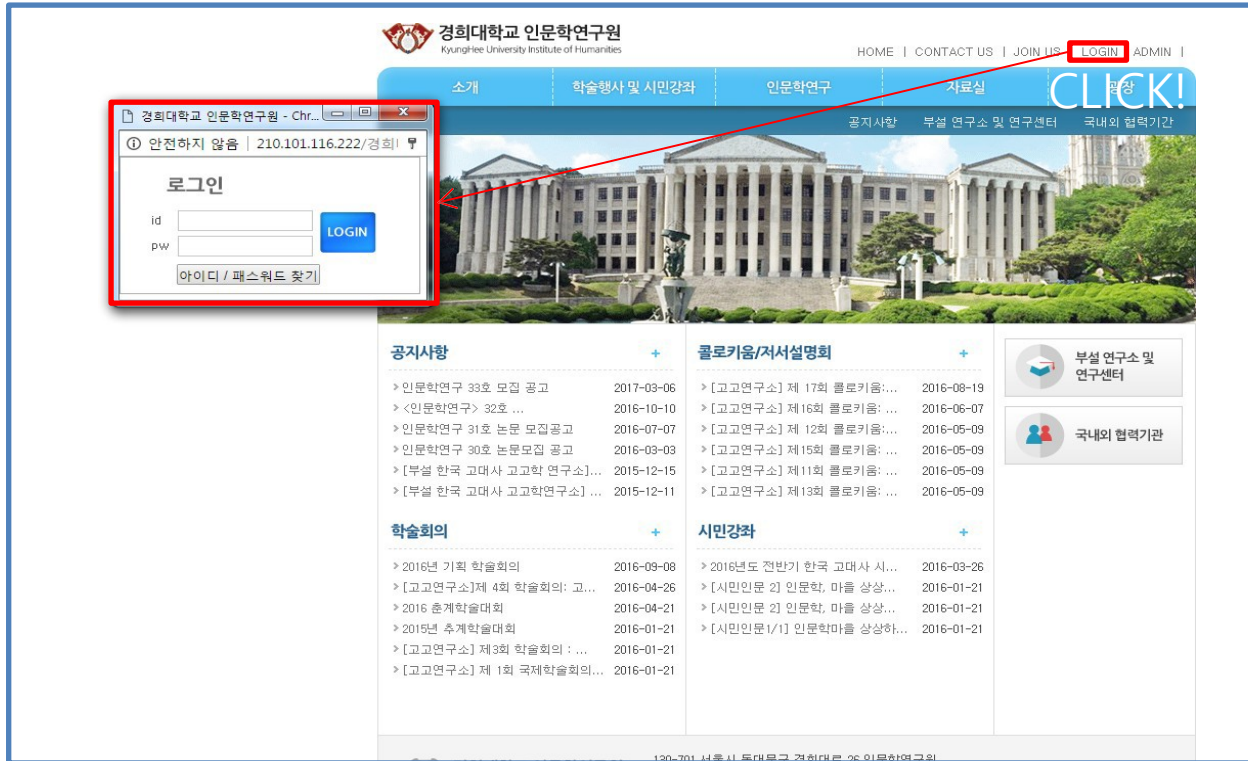 경희대학교 인문학연구원
KyungHee University Institute of Humanities
HOME | CONTACT US | JOIN US | LOGIN | ADMIN |
소개 학술행사 및 시민강좌 인문학연구 자료실 광장
CLICK!
공지사항 부설 연구소 및 연구센터 국내외 협력기관
경희대학교 인문학연구원 - Chr...
안전하지 않음 | 210.101.116.222/경희
로그인
id
LOGIN
pw
아이디 / 패스워드 찾기
공지사항 +
>인문학연구 33호 모집 공고 2017-03-06
><인문학연구> 32호 ... 2016-10-10
>인문학연구 31호 논문 모집공고 2016-07-07
>인문학연구 30호 논문모집 공고 2016-03-03
>[부설 한국 고대사 고고학 연구소]... 2015-12-15
>[부설 한국 고대사 고고학연구소] ... 2015-12-11
콜로키움/저서설명회 +
>[고고연구소] 제 17회 콜로키움:... 2016-08-19
>[고고연구소] 제16회 콜로키움: ... 2016-06-07
>[고고연구소] 제 12회 콜로키움:... 2016-05-09
>[고고연구소] 제15회 콜로키움: ... 2016-05-09
>[고고연구소] 제11회 콜로키움: ... 2016-05-09
>[고고연구소] 제13회 콜로키움: ... 2016-05-09
부설 연구소 및
연구센터
국내외 협력기관
학술회의 +
>2016년 기획 학술회의 2016-09-08
>[고고연구소]제 4회 학술회의: 고... 2016-04-26
>2016 춘계학술대회 2016-04-21
>2015년 추계학술대회 2016-01-21
>[고고연구소] 제3회 학술회의 : ... 2016-01-21
>[고고연구소] 제 1회 국제학술회의... 2016-01-21
시민강좌 +
>2016년도 전반기 한국 고대사 시... 2016-03-26
>[시민인문 2] 인문학, 마을 상상... 2016-01-21
>[시민인문 2] 인문학, 마을 상상... 2016-01-21
>[시민인문1/1] 인문학마을 상상하... 2016-01-21
130-701 서울시 동대문구 경희대로 26 인문학연구원